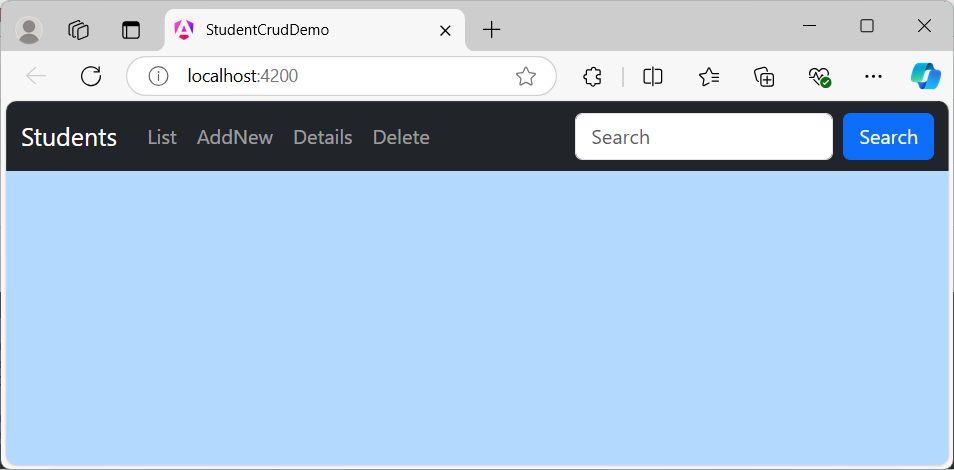 StudentCrudDemo
localhost:4200
Students List AddNew Details Delete Search Search